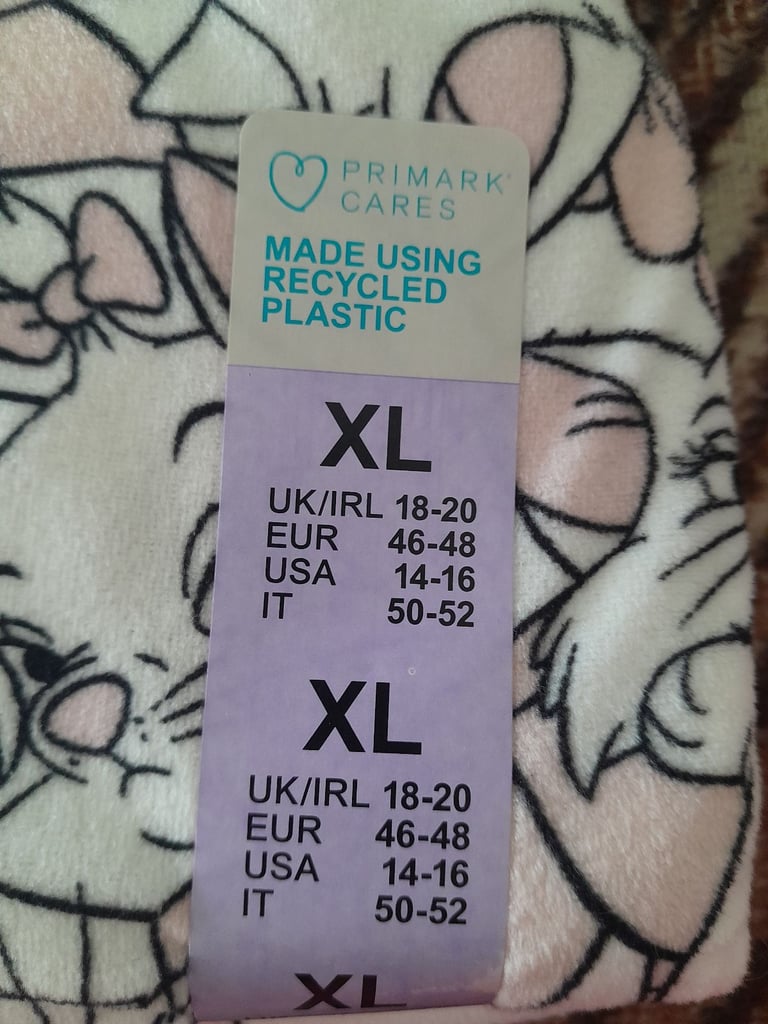 PRIMARK
CARES
MADE USING
RECYCLED
PLASTIC
XL
UK/IRL 18-20
EUR 46-48
USA 14-16
IT 50-52
XL
UK/IRL 18-20
EUR 46-48
USA 14-16
IT 50-52
XL